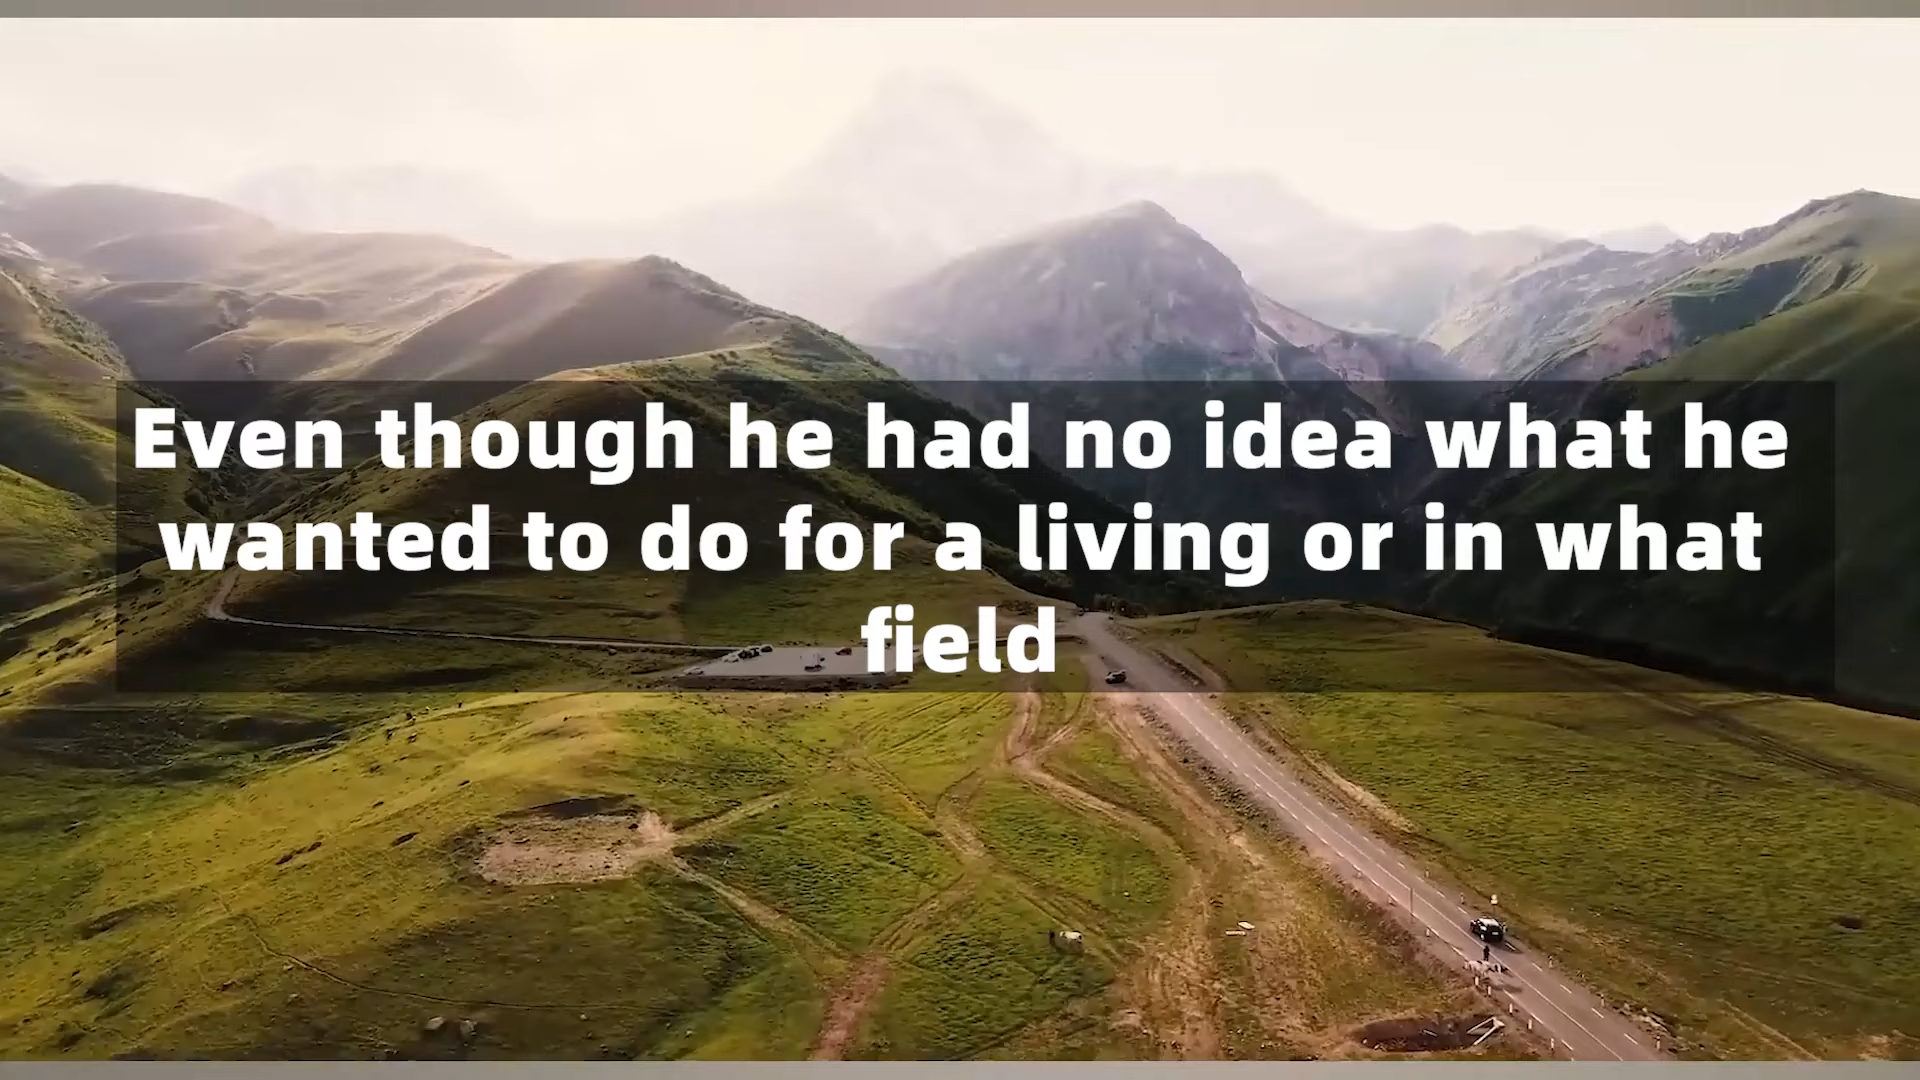 Even though he had no idea what he
wanted to do for a living or in what
field